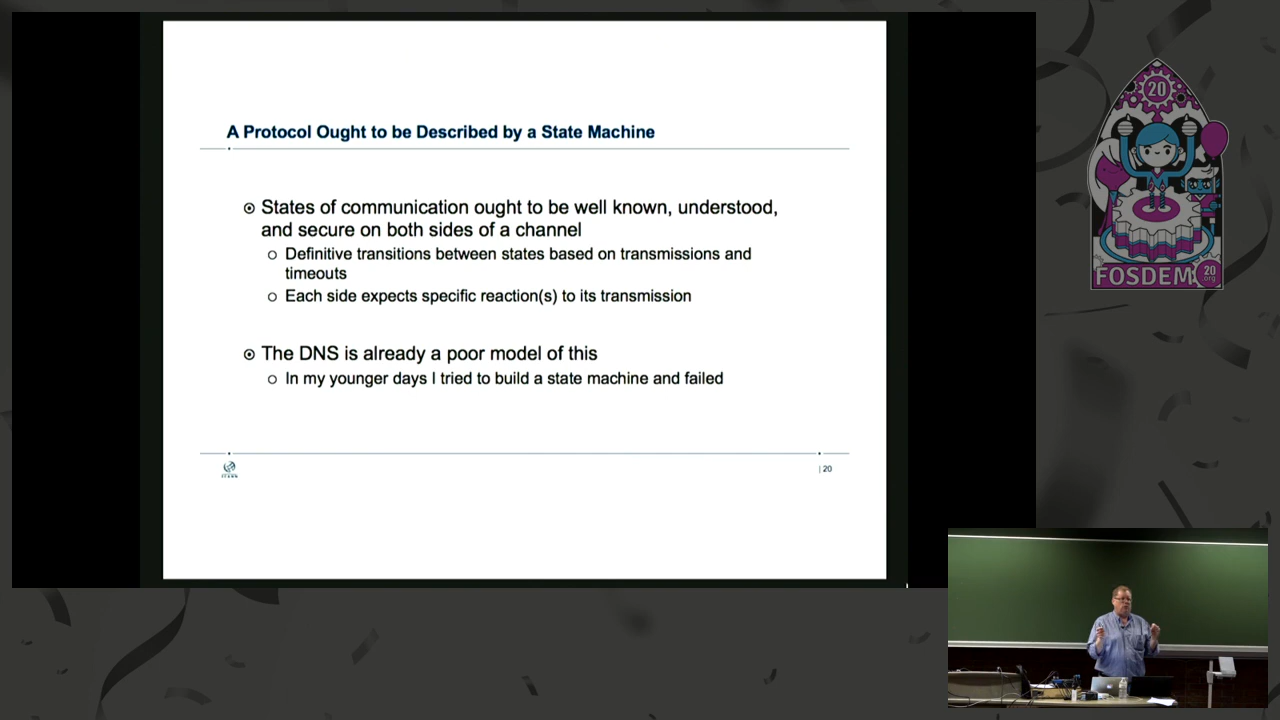 A Protocol Ought to be Described by a State Machine
States of communication ought to be well known, understood,
and secure on both sides of a channel
Definitive transitions between states based on transmissions and
timeouts
Each side expects specific reaction(s) to its transmission
The DNS is already a poor model of this
In my younger days I tried to build a state machine and failed
| 20
20
FOSDEM
20
.org